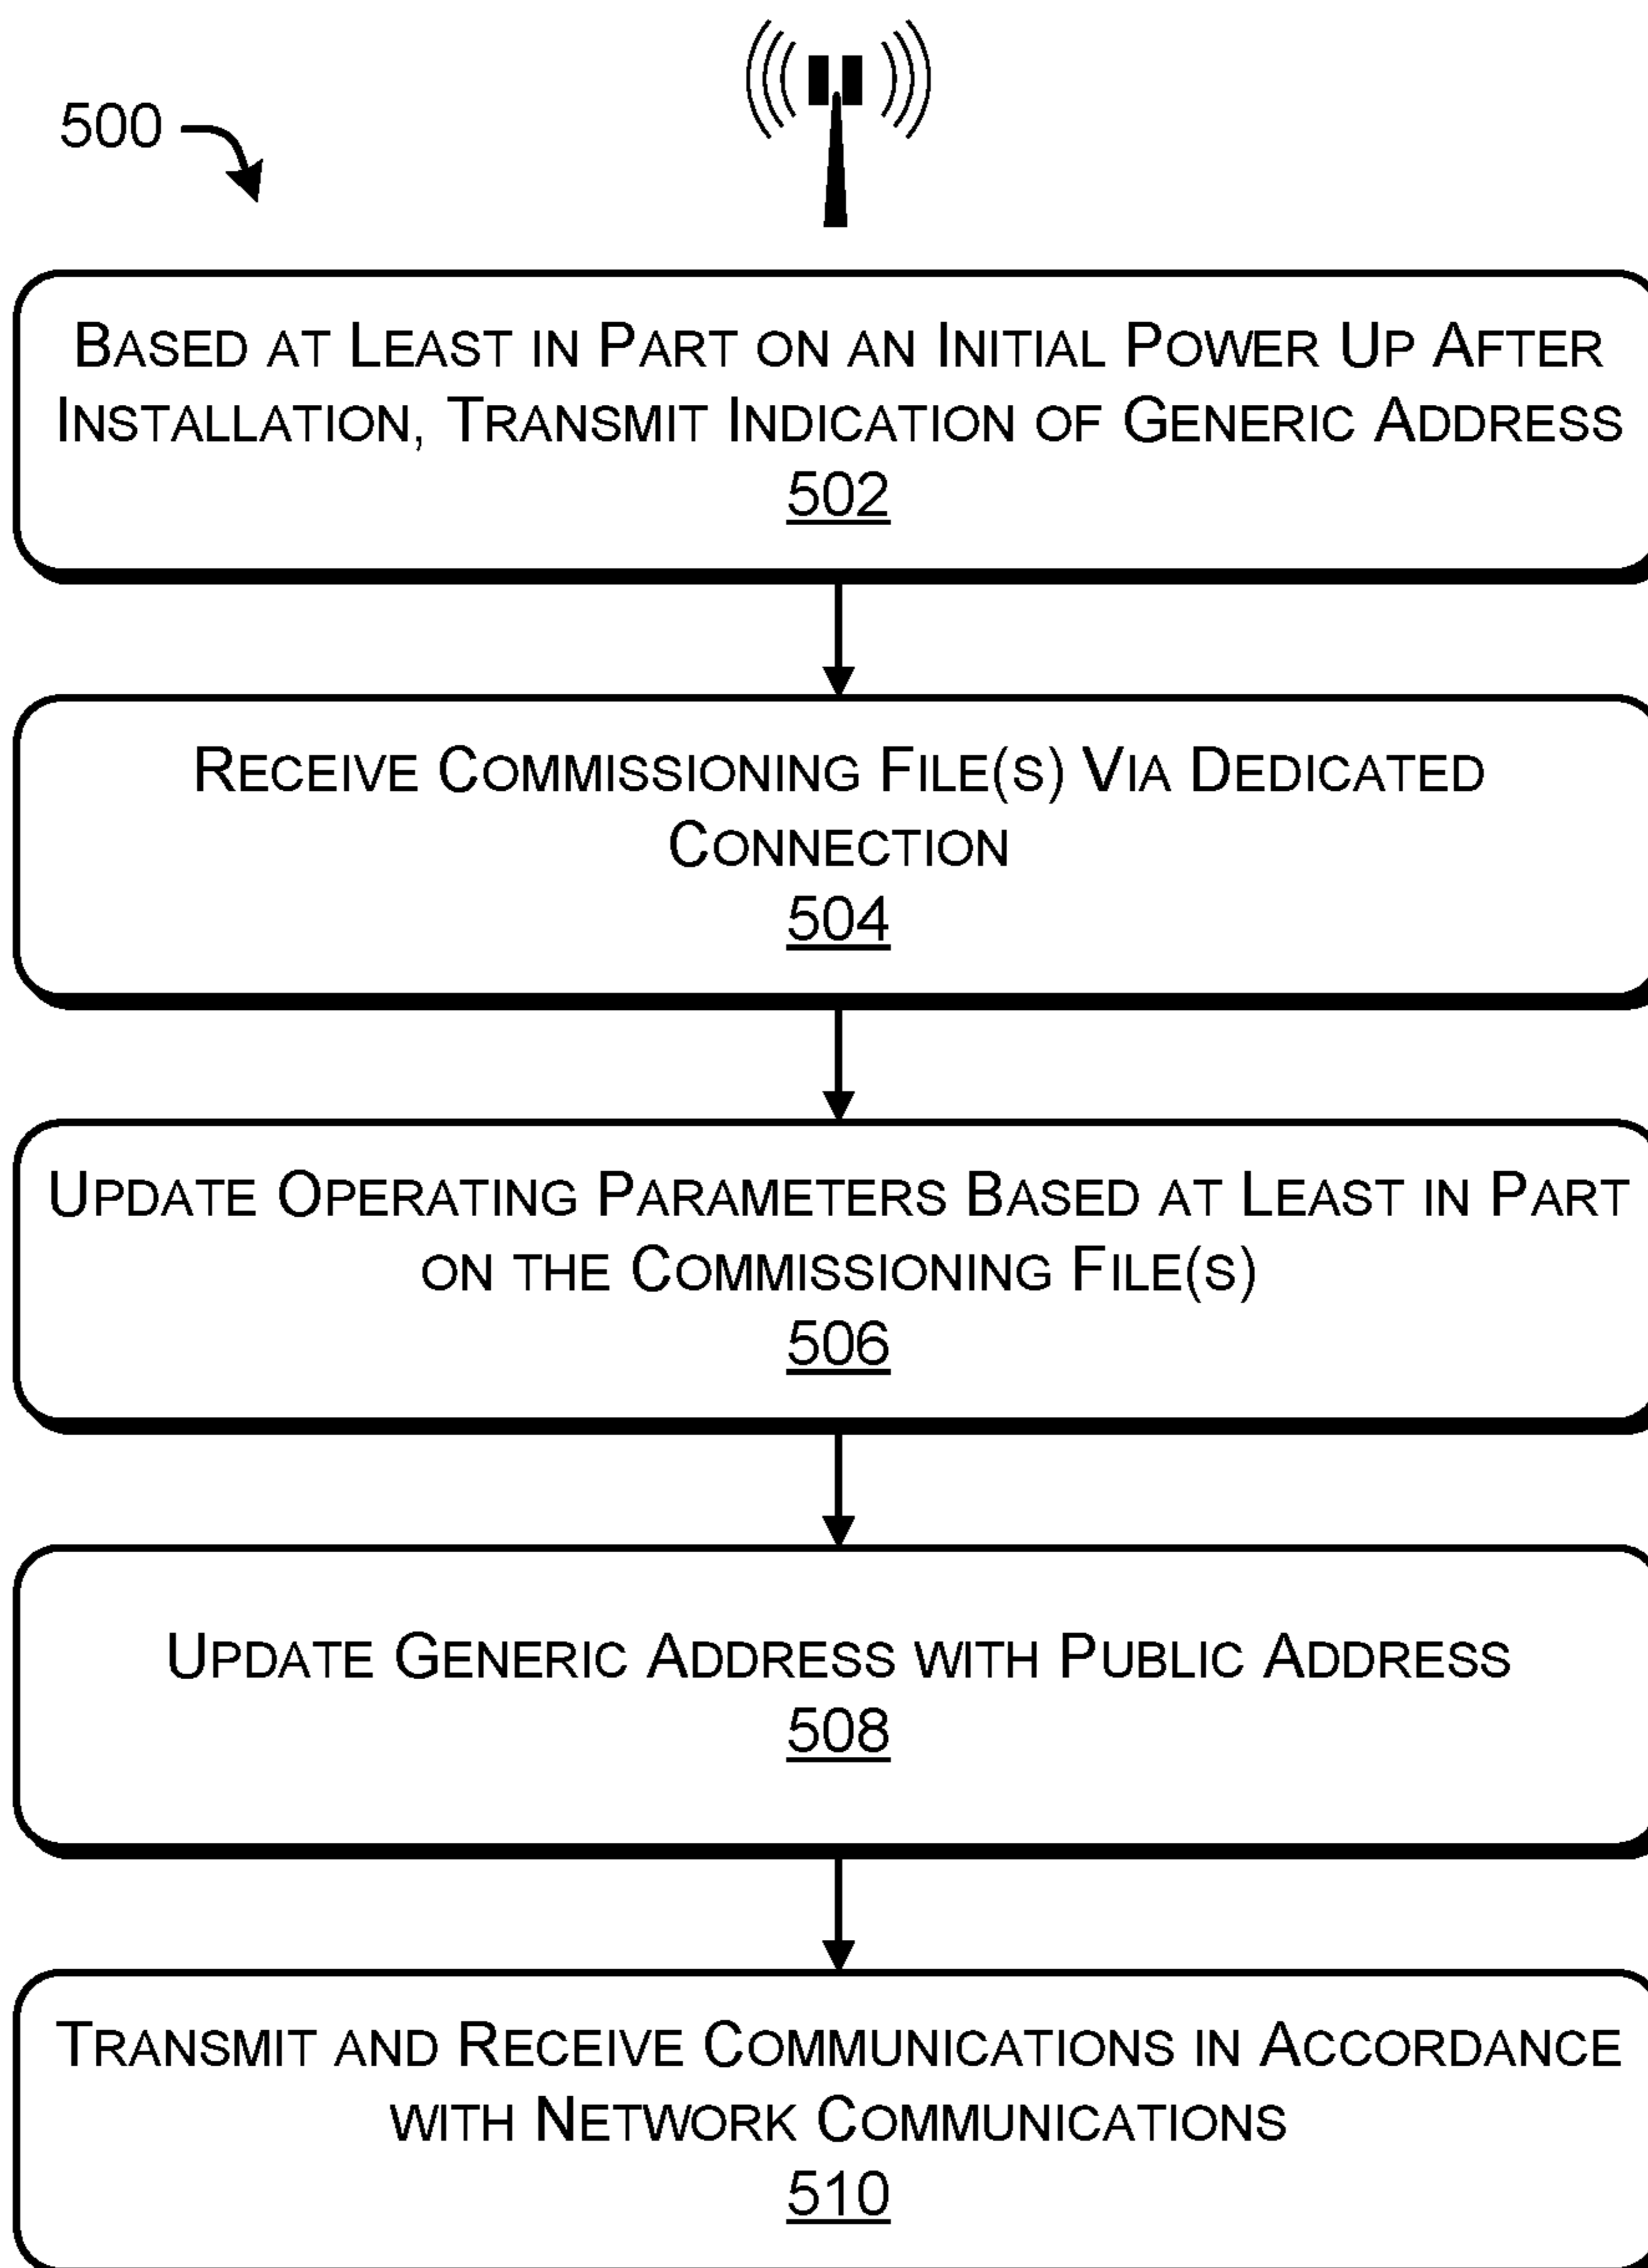 500
Based at Least in Part on an Initial Power Up After
Installation, Transmit Indication of Generic Address
502
Receive Commissioning File(s) Via Dedicated
Connection
504
Update Operating Parameters Based at Least in Part
on the Commissioning File(s)
506
Update Generic Address with Public Address
508
Transmit and Receive Communications in Accordance
with Network Communications
510